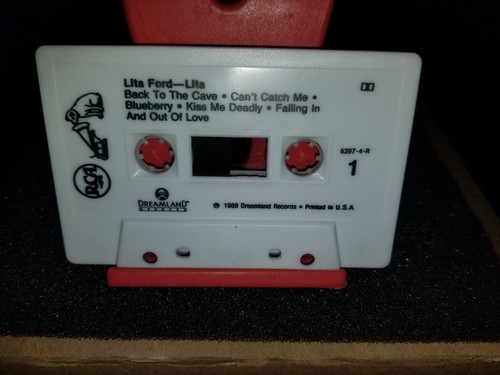 Lita Ford—Lita
Back To The Cave • Can't Catch Me •
Blueberry • Kiss Me Deadly • Falling In
And Out Of Love
6397-4-R
1
RCA
DREAMLAND
RECORDS
℗ 1988 Dreamland Records • Printed in U.S.A.